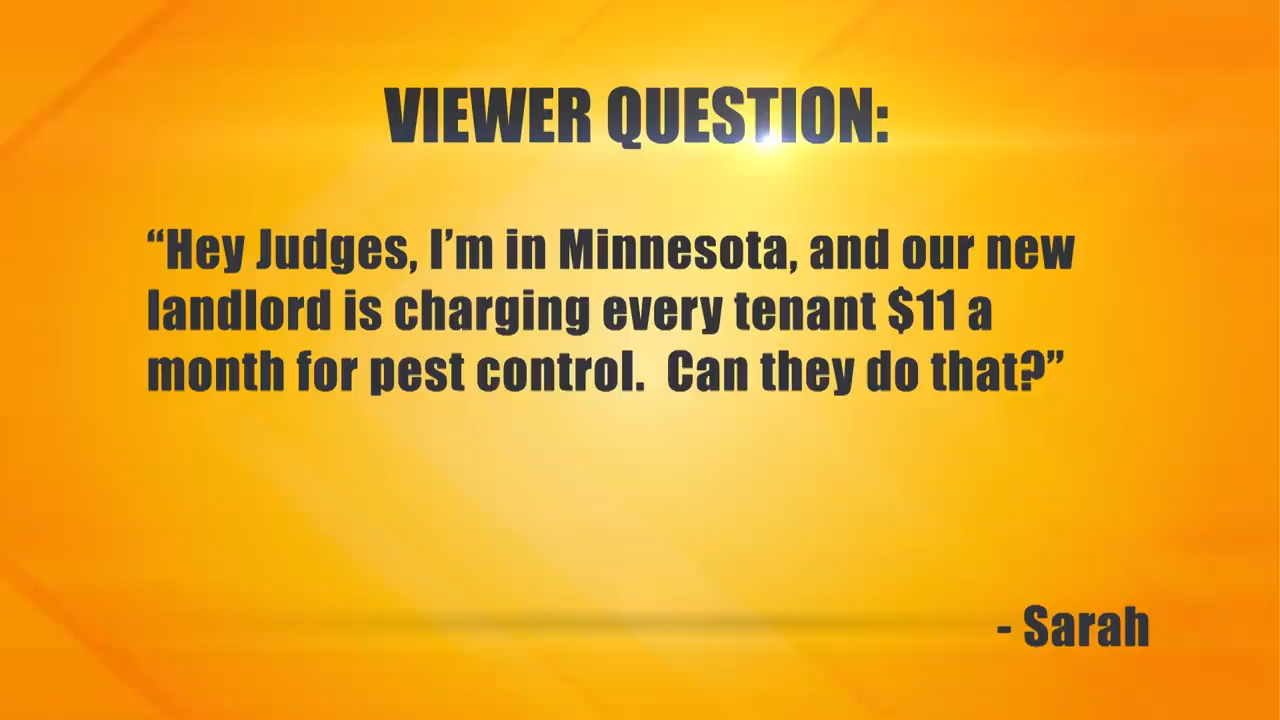 VIEWER QUESTION:
“Hey Judges, I’m in Minnesota, and our new
landlord is charging every tenant $11 a
month for pest control.  Can they do that?”
- Sarah